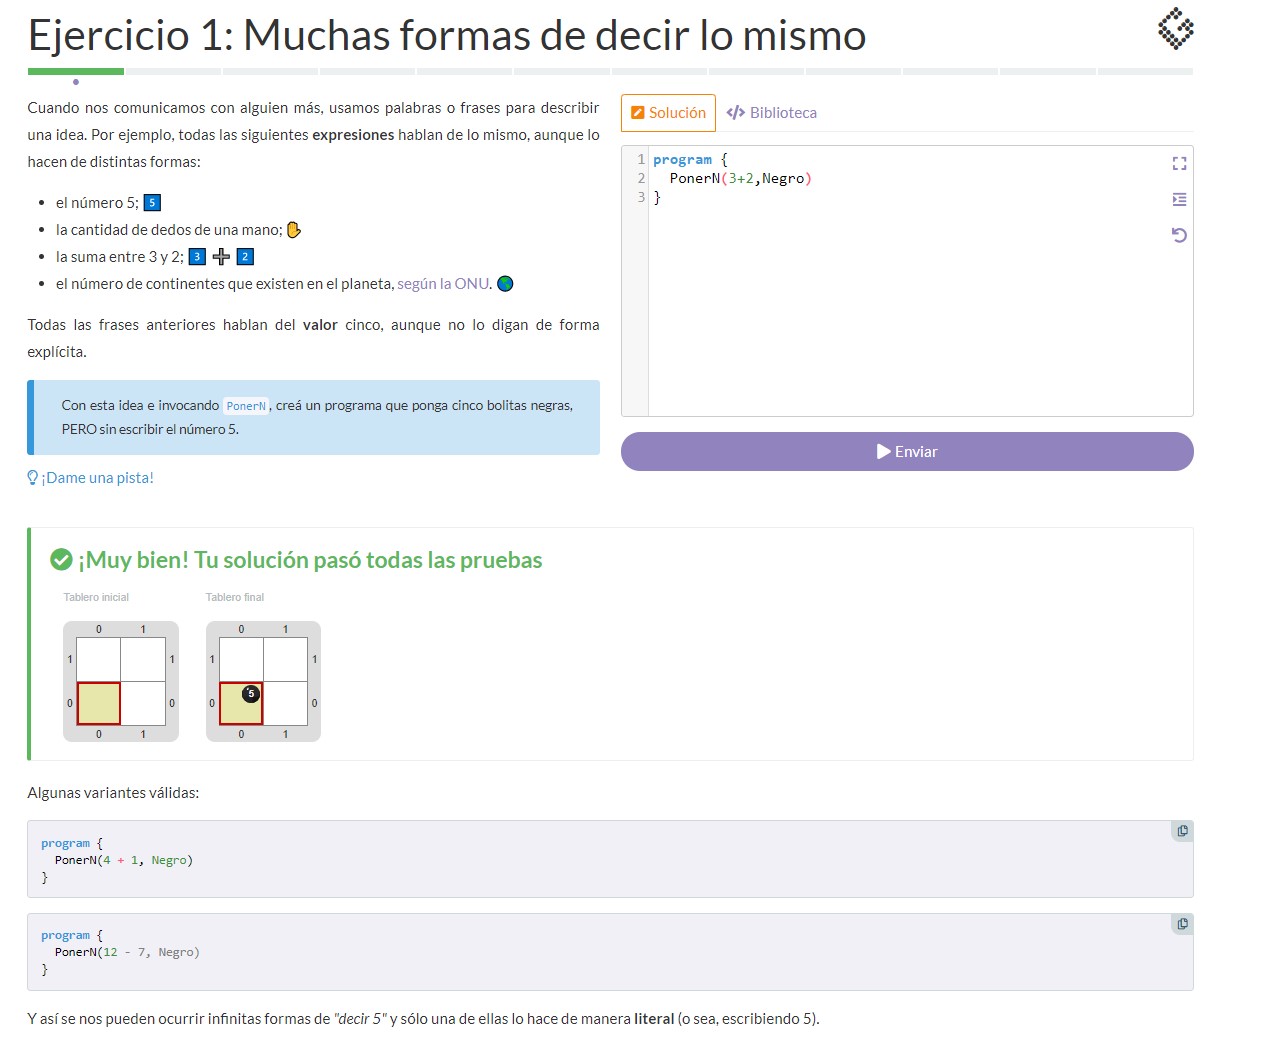 Ejercicio 1: Muchas formas de decir lo mismo
Cuando nos comunicamos con alguien más, usamos palabras o frases para describir
una idea. Por ejemplo, todas las siguientes expresiones hablan de lo mismo, aunque lo
hacen de distintas formas:
el número 5; 5
la cantidad de dedos de una mano;
la suma entre 3 y 2; 3 + 2
el número de continentes que existen en el planeta, según la ONU.
Todas las frases anteriores hablan del valor cinco, aunque no lo digan de forma
explícita.
Con esta idea e invocando PonerN, creá un programa que ponga cinco bolitas negras,
PERO sin escribir el número 5.
¡Dame una pista!
Solución
Biblioteca
1 program {
2 PonerN(3+2,Negro)
3 }
Enviar
¡Muy bien! Tu solución pasó todas las pruebas
Tablero inicial
Tablero final
0 1
1 1
0 0
0 1
0 1
1 1
0 5 0
0 1
Algunas variantes válidas:
program {
PonerN(4 + 1, Negro)
}
program {
PonerN(12 - 7, Negro)
}
Y así se nos pueden ocurrir infinitas formas de "decir 5" y sólo una de ellas lo hace de manera literal (o sea, escribiendo 5).